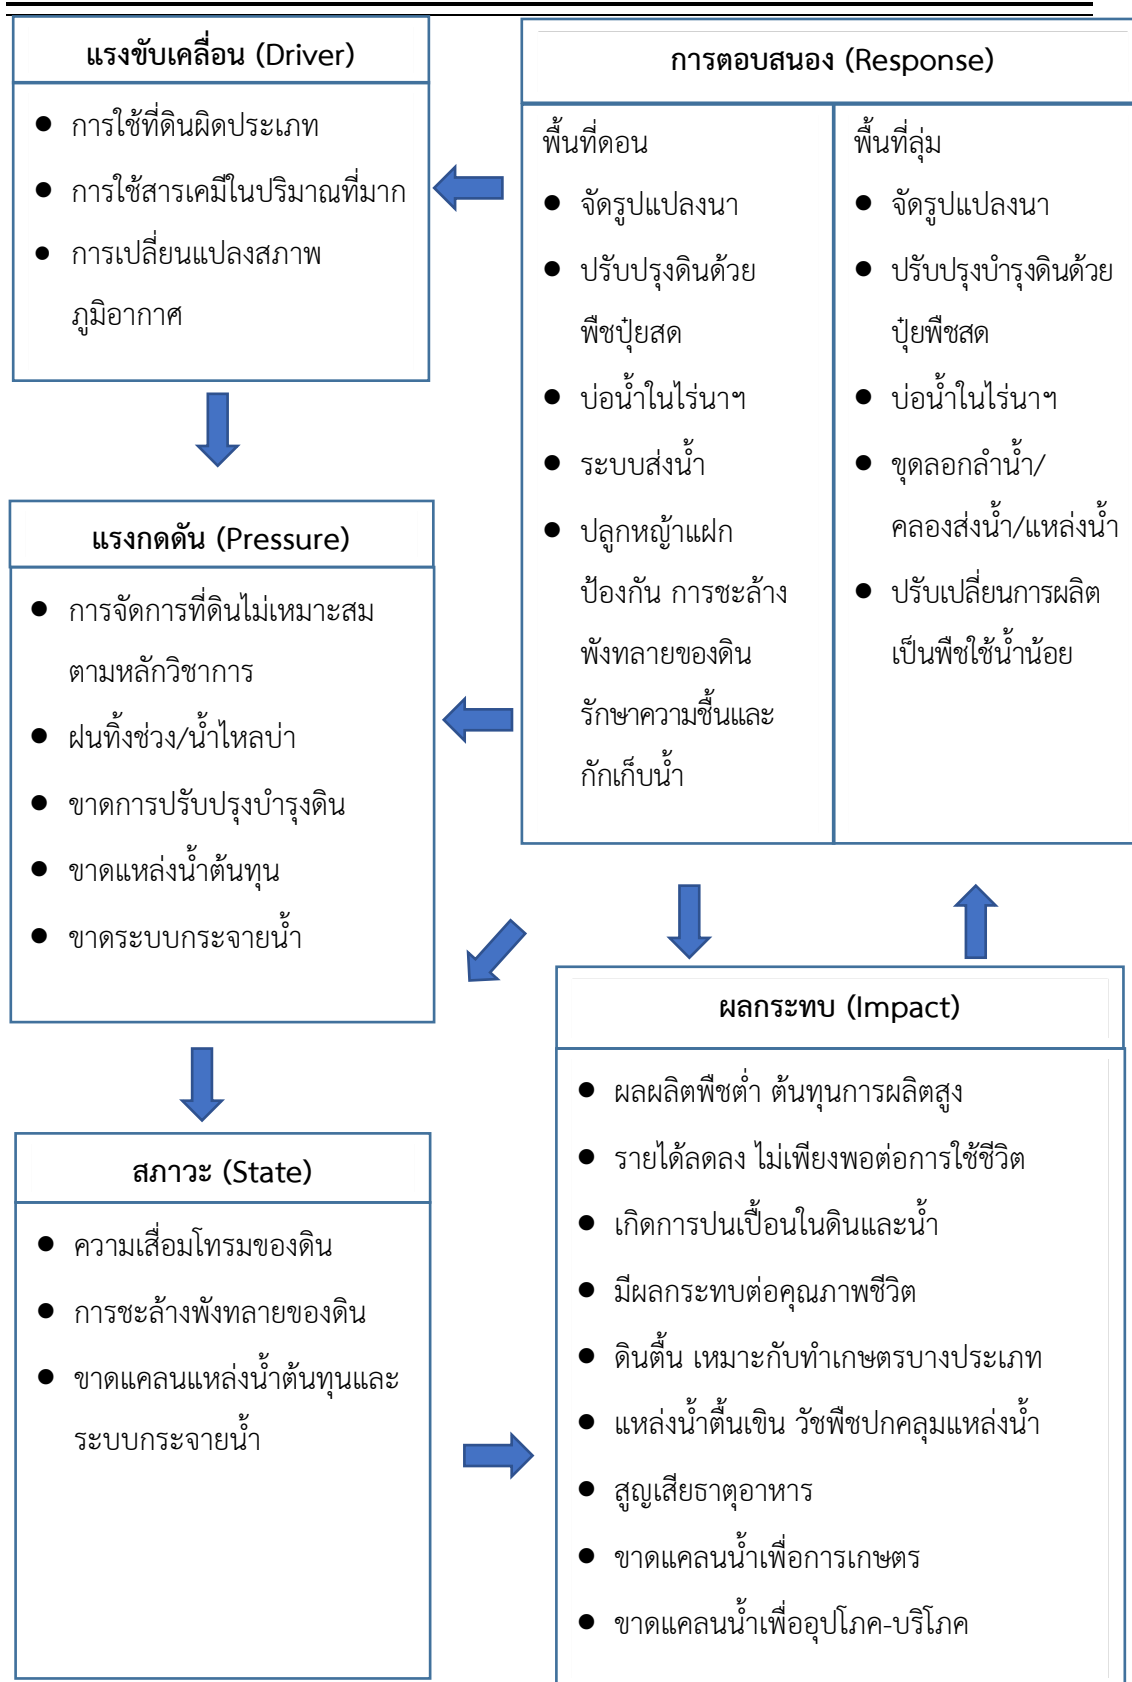 แรงขับเคลื่อน (Driver)
● การใช้ที่ดินผิดประเภท
● การใช้สารเคมีในปริมาณที่มาก
● การเปลี่ยนแปลงสภาพ
ภูมิอากาศ
การตอบสนอง (Response)
พื้นที่ดอน
● จัดรูปแปลงนา
● ปรับปรุงดินด้วย
พืชปุ๋ยสด
● บ่อน้ำในไร่นาฯ
● ระบบส่งน้ำ
● ปลูกหญ้าแฝก
ป้องกัน การชะล้าง
พังทลายของดิน
รักษาความชื้นและ
กักเก็บน้ำ
พื้นที่ลุ่ม
● จัดรูปแปลงนา
● ปรับปรุงบำรุงดินด้วย
ปุ๋ยพืชสด
● บ่อน้ำในไร่นาฯ
● ขุดลอกลำน้ำ/
คลองส่งน้ำ/แหล่งน้ำ
● ปรับเปลี่ยนการผลิต
เป็นพืชใช้น้ำน้อย
แรงกดดัน (Pressure)
● การจัดการที่ดินไม่เหมาะสม
ตามหลักวิชาการ
● ฝนทิ้งช่วง/น้ำไหลบ่า
● ขาดการปรับปรุงบำรุงดิน
● ขาดแหล่งน้ำต้นทุน
● ขาดระบบกระจายน้ำ
สภาวะ (State)
● ความเสื่อมโทรมของดิน
● การชะล้างพังทลายของดิน
● ขาดแคลนแหล่งน้ำต้นทุนและ
ระบบกระจายน้ำ
ผลกระทบ (Impact)
● ผลผลิตพืชต่ำ ต้นทุนการผลิตสูง
● รายได้ลดลง ไม่เพียงพอต่อการใช้ชีวิต
● เกิดการปนเปื้อนในดินและน้ำ
● มีผลกระทบต่อคุณภาพชีวิต
● ดินตื้น เหมาะกับทำเกษตรบางประเภท
● แหล่งน้ำตื้นเขิน วัชพืชปกคลุมแหล่งน้ำ
● สูญเสียธาตุอาหาร
● ขาดแคลนน้ำเพื่อการเกษตร
● ขาดแคลนน้ำเพื่ออุปโภค-บริโภค